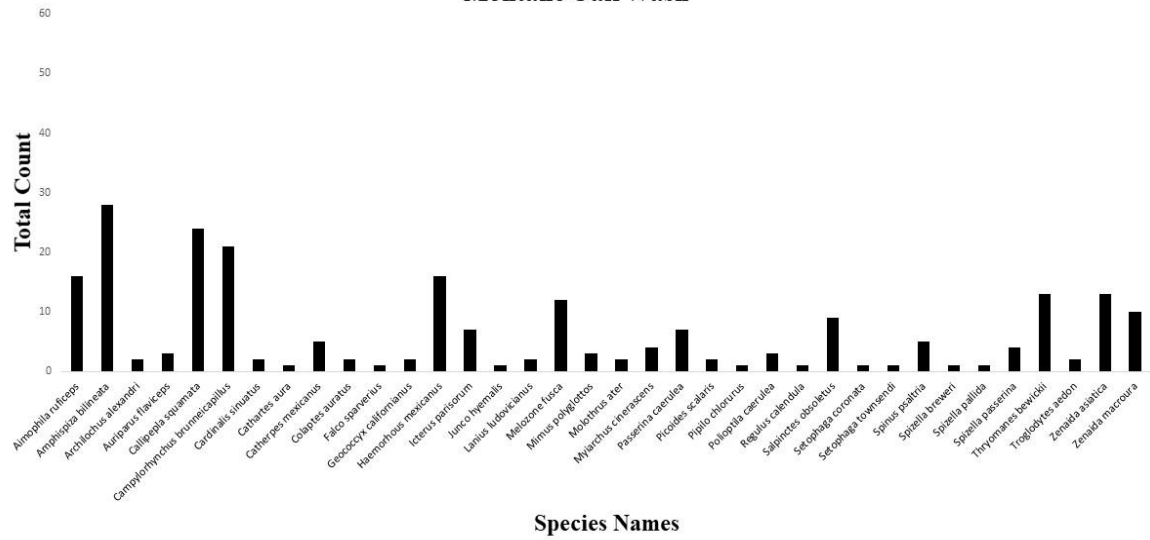 60
50
40
30
20
10
0
Total Count
Aimophila ruficeps
Amphispiza bilineata
Archlochus alexandri
Auriparus flaviceps
Callipepla squamata
Campylorhynchus brunneicapillus
Cardinalis sinuatus
Cathartes aura
Catherpes mexicanus
Colaptes auratus
Falco sparverius
Geococcyx californianus
Haemorhous mexicanus
Icterus parisorum
Junco hyemalis
Lanius ludovicianus
Melozone fusca
Mimus polyglottos
Molothrus ater
Myiarchus cinerascens
Passerina caerulea
Picoides scalaris
Pipilo chlorurus
Polioptila caerulea
Regulus calendula
Salpinctes obsoletus
Setophaga coronata
Setophaga townsendi
Spinus psaltria
Spizella breweri
Spizella pallida
Spizella passerina
Thryomanes bewickii
Troglodytes aedon
Zenaida asiatica
Zenaida macroura
Species Names